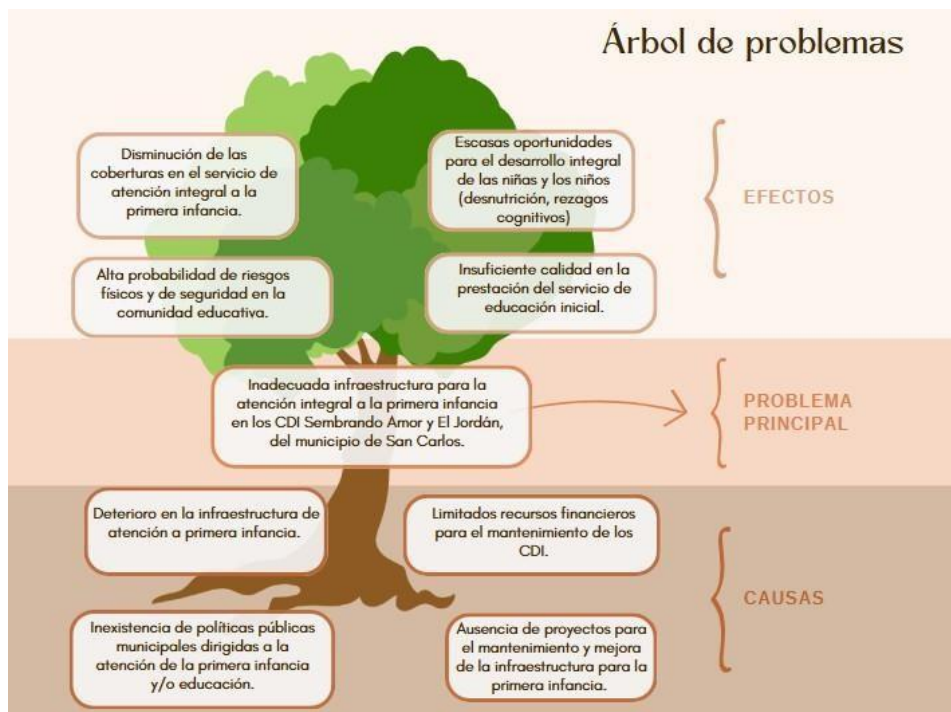 Árbol de problemas
Disminución de las
coberturas en el servicio de
atención integral a la
primera infancia.
Escasas oportunidades
para el desarrollo integral
de las niñas y los niños
(desnutrición, rezagos
cognitivos)
EFECTOS
Alta probabilidad de riesgos
físicos y de seguridad en la
comunidad educativa.
Insuficiente calidad en la
prestación del servicio de
educación inicial.
Inadecuada infraestructura para la
atención integral a la primera infancia
en los CDI Sembrando Amor y El Jordán,
del municipio de San Carlos.
PROBLEMA
PRINCIPAL
Deterioro en la infraestructura de
atención a primera infancia.
Limitados recursos financieros
para el mantenimiento de los
CDI.
CAUSAS
Inexistencia de políticas públicas
municipales dirigidas a la
atención de la primera infancia
y/o educación.
Ausencia de proyectos para
el mantenimiento y mejora
de la infraestructura para la
primera infancia.